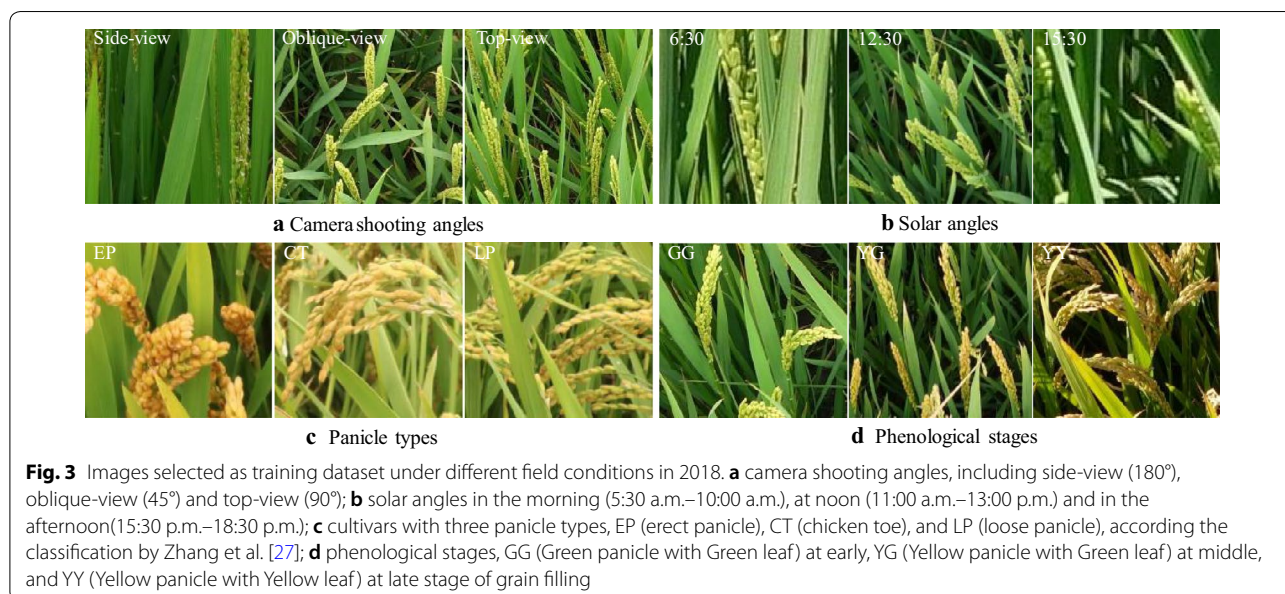 Side-view Oblique-view Top-view 6:30 12:30 15:30
a Camera shooting angles b Solar angles
EP CT LP GG YG YY
c Panicle types d Phenological stages
Fig. 3 Images selected as training dataset under different field conditions in 2018. a camera shooting angles, including side-view (180°),
oblique-view (45°) and top-view (90°); b solar angles in the morning (5:30 a.m.–10:00 a.m.), at noon (11:00 a.m.–13:00 p.m.) and in the
afternoon(15:30 p.m.–18:30 p.m.); c cultivars with three panicle types, EP (erect panicle), CT (chicken toe), and LP (loose panicle), according the
classification by Zhang et al. [27]; d phenological stages, GG (Green panicle with Green leaf) at early, YG (Yellow panicle with Green leaf) at middle,
and YY (Yellow panicle with Yellow leaf) at late stage of grain filling